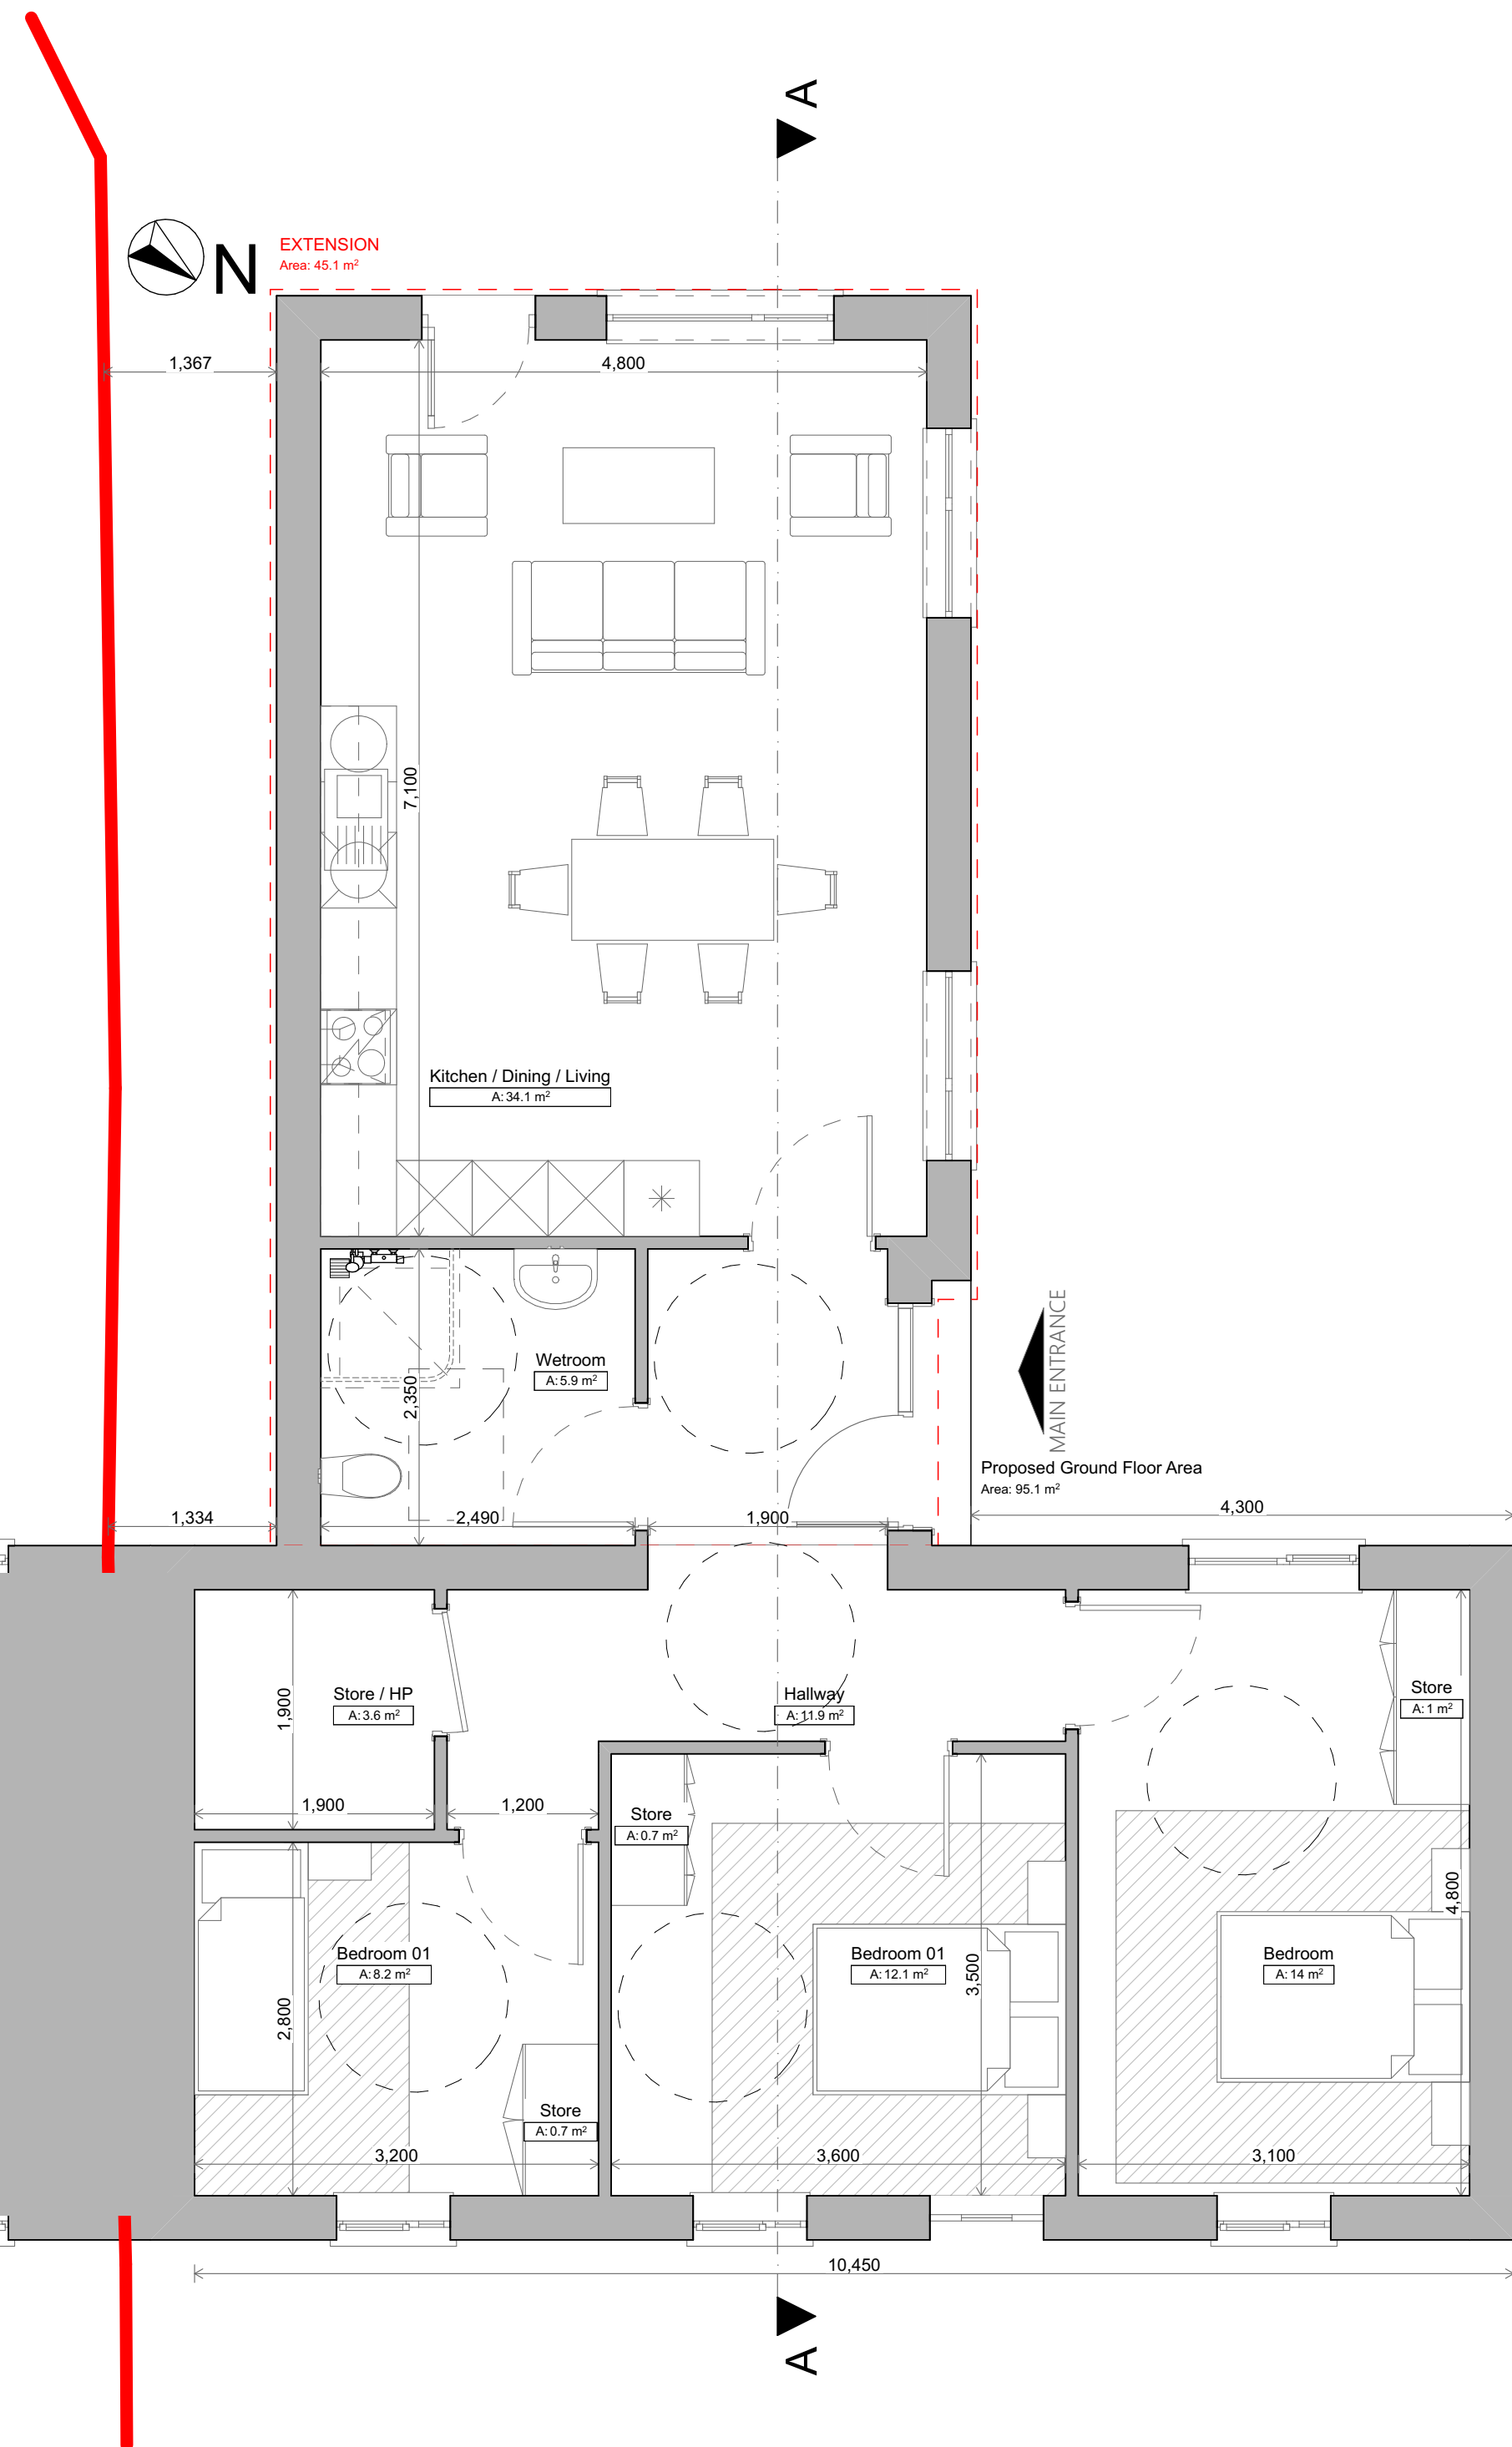 A
N
EXTENSION
Area: 45.1 m²
1,367
4,800
7,100
Kitchen / Dining / Living
A: 34.1 m²
Wetroom
A: 5.9 m²
2,350
MAIN ENTRANCE
Proposed Ground Floor Area
Area: 95.1 m²
1,334
2,490
1,900
4,300
Store / HP
A: 3.6 m²
1,900
Hallway
A: 11.9 m²
Store
A: 1 m²
1,900
1,200
Store
A: 0.7 m²
4,800
Bedroom 01
A: 8.2 m²
Bedroom 01
A: 12.1 m²
3,500
Bedroom
A: 14 m²
2,800
Store
A: 0.7 m²
3,200
3,600
3,100
10,450
A